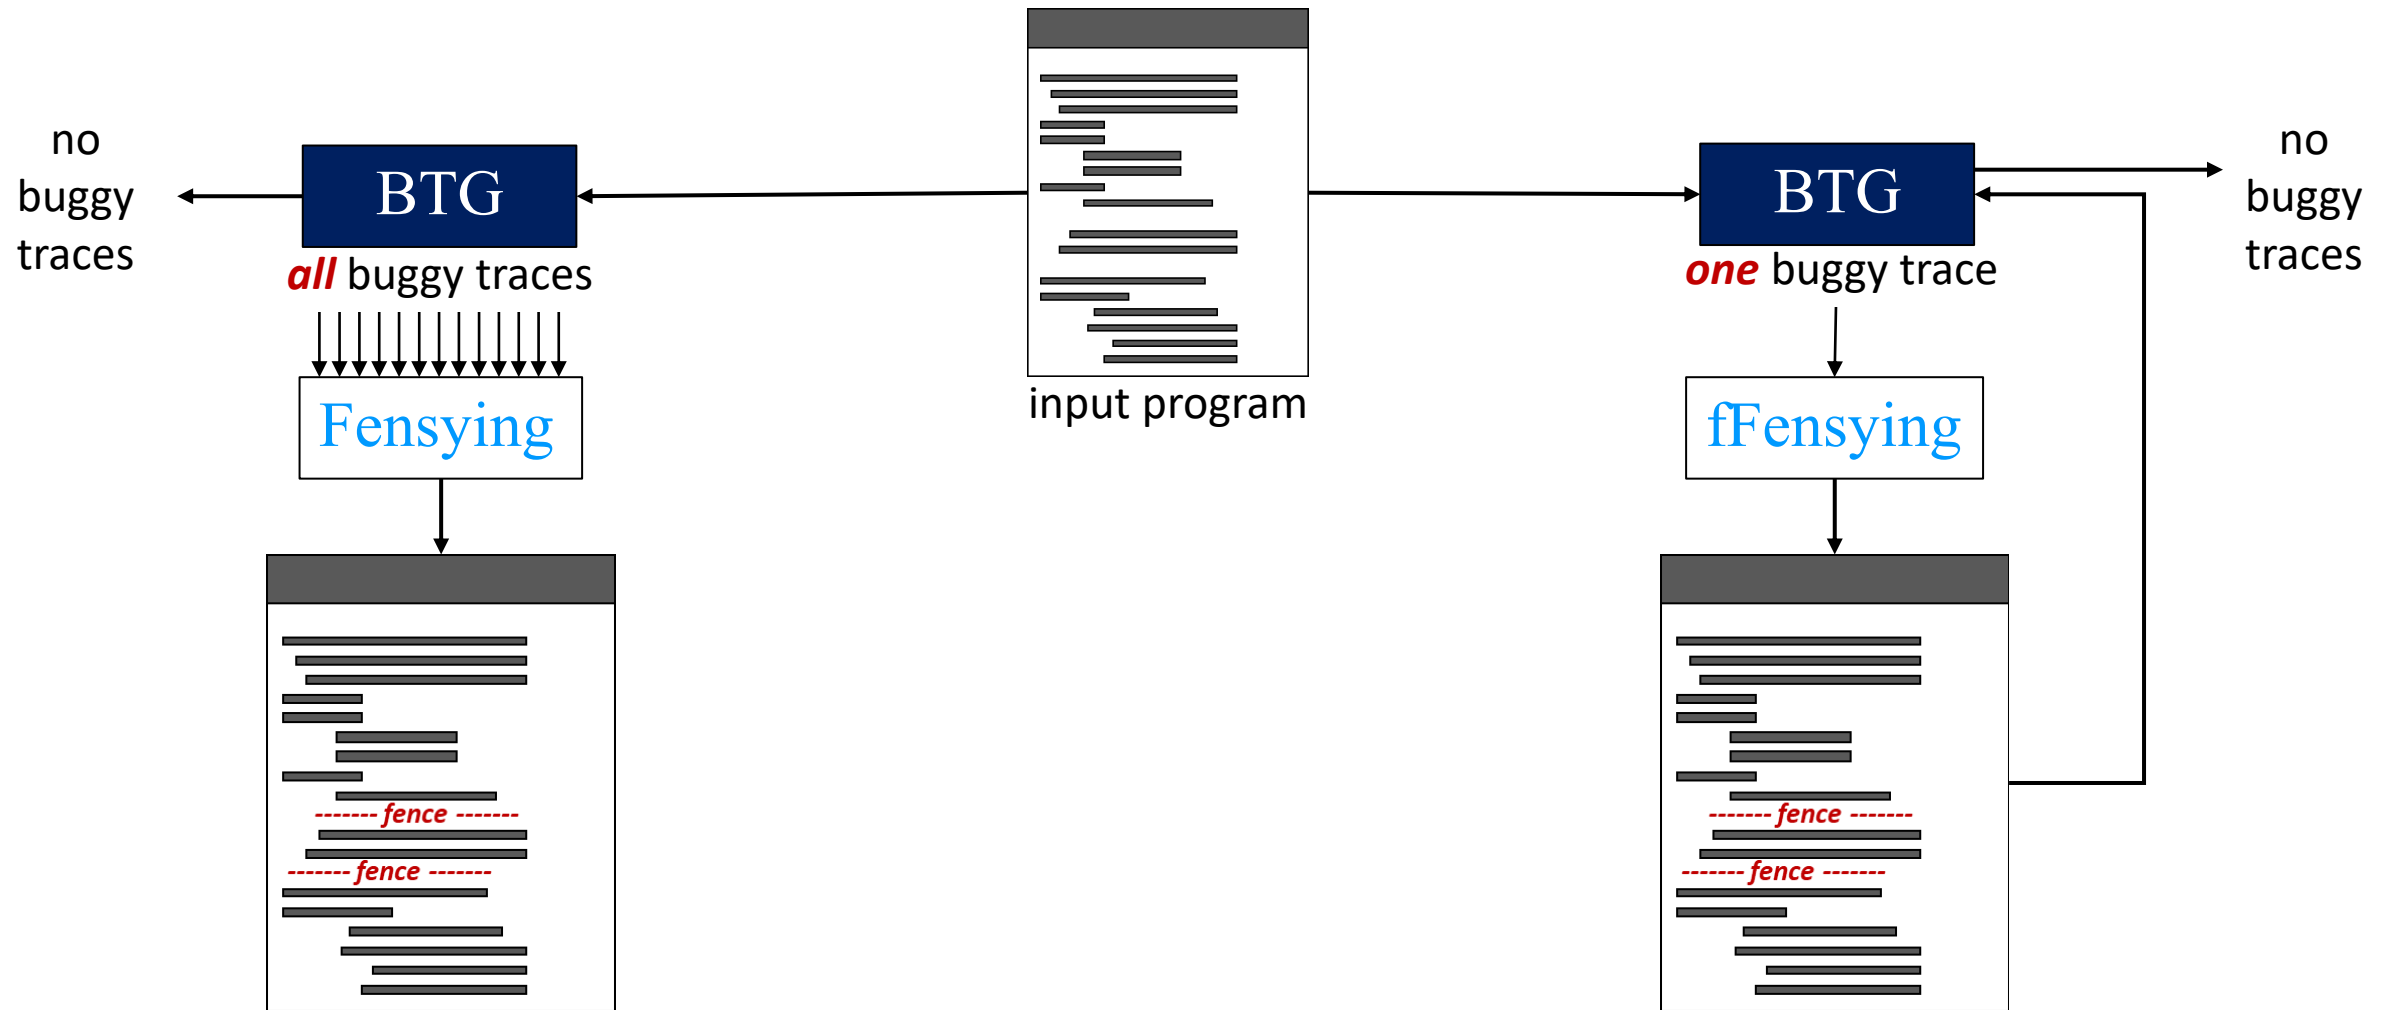 no
buggy
traces
BTG
all buggy traces
Fensying
------- fence -------
------- fence -------
input program
BTG
one buggy trace
fFensying
------- fence -------
------- fence -------
no
buggy
traces